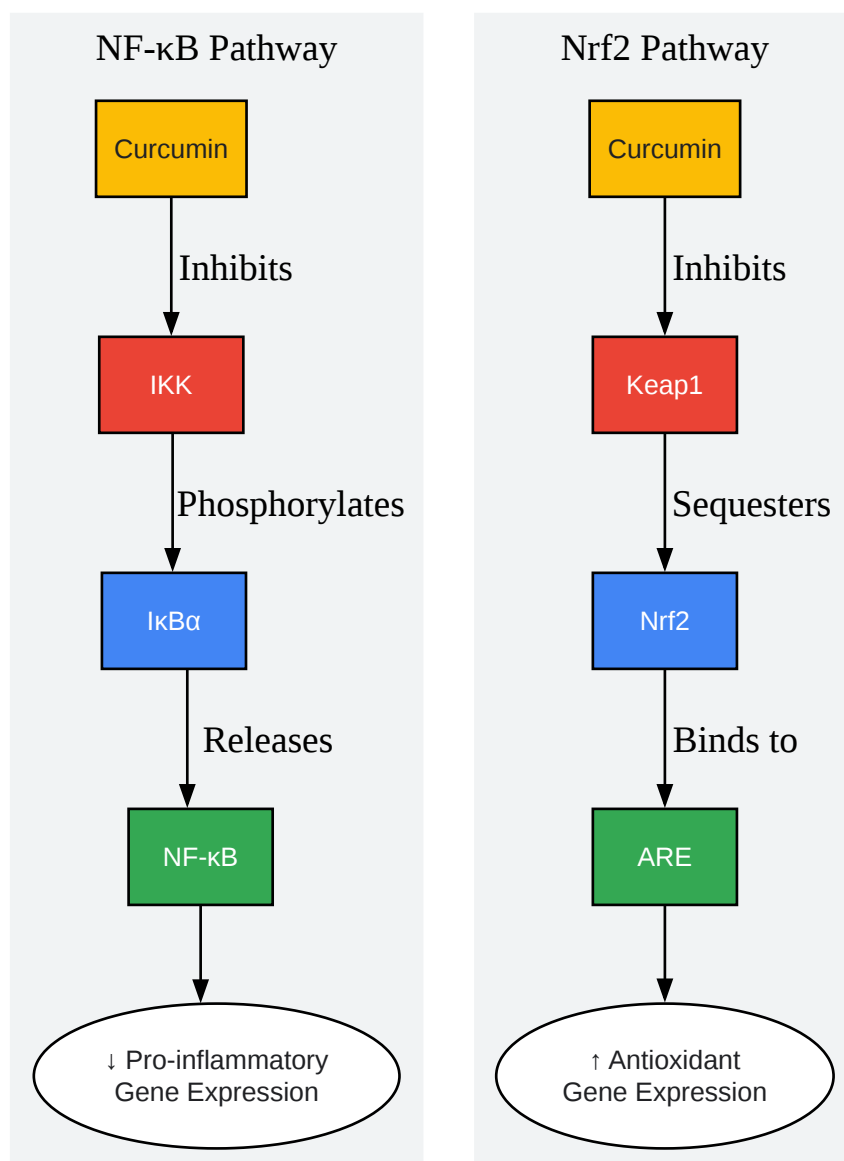 NF-κB Pathway
Curcumin
Inhibits
IKK
Phosphorylates
IκBα
Releases
NF-κB
↓ Pro-inflammatory
Gene Expression
Nrf2 Pathway
Curcumin
Inhibits
Keap1
Sequesters
Nrf2
Binds to
ARE
↑ Antioxidant
Gene Expression